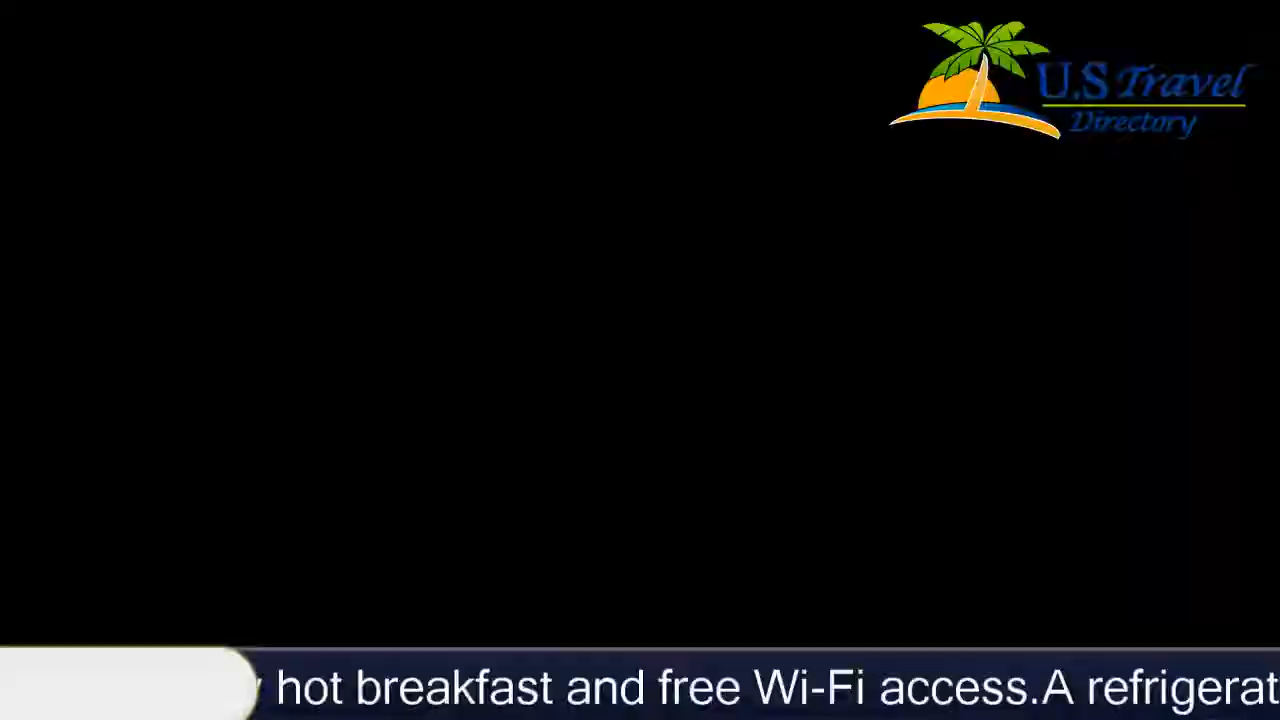 U.S Travel
Directory
hot breakfast and free Wi-Fi access.A refrigerat